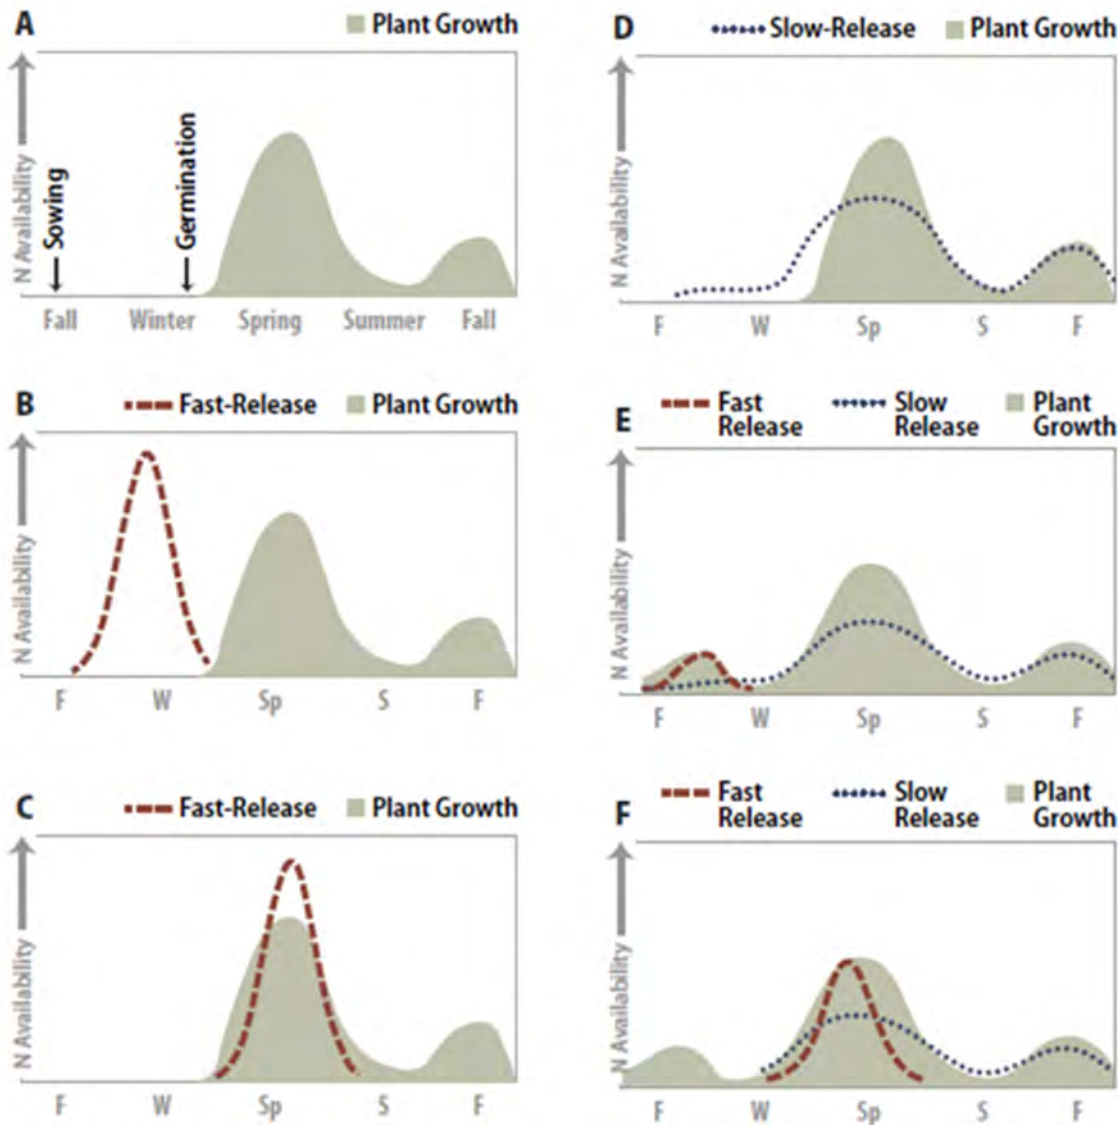 A
Plant Growth
N Availability
Sowing
Germination
Fall Winter Spring Summer Fall
B
Fast-Release Plant Growth
N Availability
F W Sp S F
C
Fast-Release Plant Growth
N Availability
F W Sp S F
D
Slow-Release Plant Growth
N Availability
F W Sp S F
E
Fast Slow Plant
Release Release Growth
N Availability
F W Sp S F
F
Fast Slow Plant
Release Release Growth
N Availability
F W Sp S F